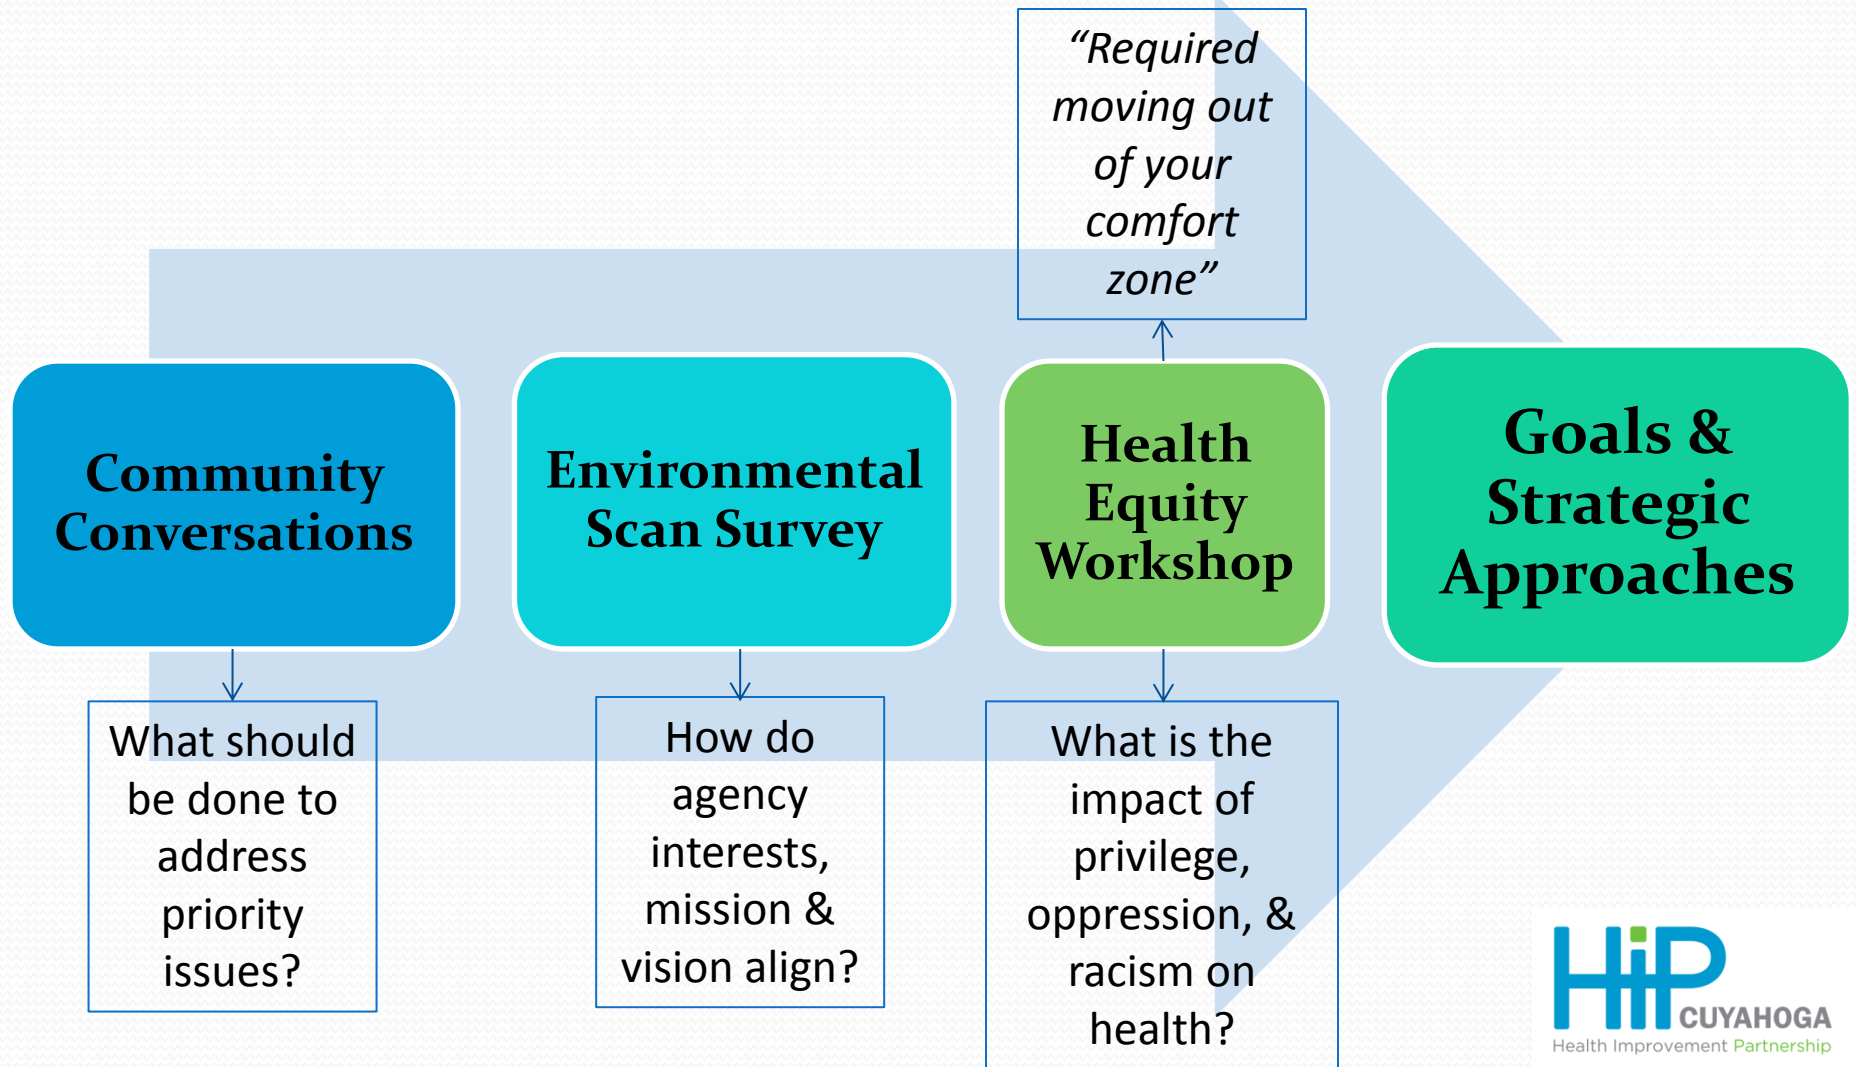 “Required
moving out
of your
comfort
zone”
Community
Conversations
Environmental
Scan Survey
Health
Equity
Workshop
Goals &
Strategic
Approaches
What should
be done to
address
priority
issues?
How do
agency
interests,
mission &
vision align?
What is the
impact of
privilege,
oppression, &
racism on
health?
HiP
CUYAHOGA
Health Improvement Partnership